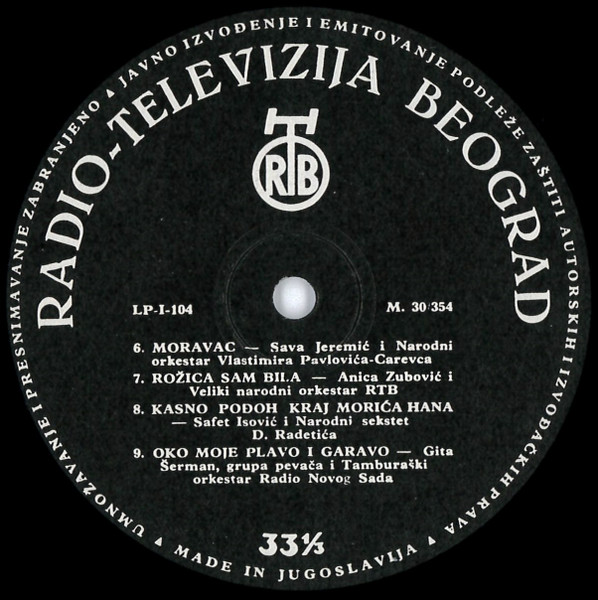 UMNOŽAVANJE I PRESNIMAVANJE ZABRANJENO ▲ JAVNO IZVOĐENJE I EMITOVANJE PODLEŽE ZAŠTITI AUTORSKIH I IZVOĐAČKIH PRAVA ▲
RADIO-TELEVIZIJA BEOGRAD
RTB
LP-I-104
M. 30 354
6. MORAVAC — Sava Jeremić i Narodni
orkestar Vlastimira Pavlovića-Carevca
7. ROŽICA SAM BILA — Anica Zubović i
Veliki narodni orkestar RTB
8. KASNO POĐOH KRAJ MORIĆA HANA
— Safet Isović i Narodni sekstet
D. Radetića
9. OKO MOJE PLAVO I GARAVO — Gita
Šerman, grupa pevača i Tamburaški
orkestar Radio Novog Sada
33⅓
▲ MADE IN JUGOSLAVIJA ▲